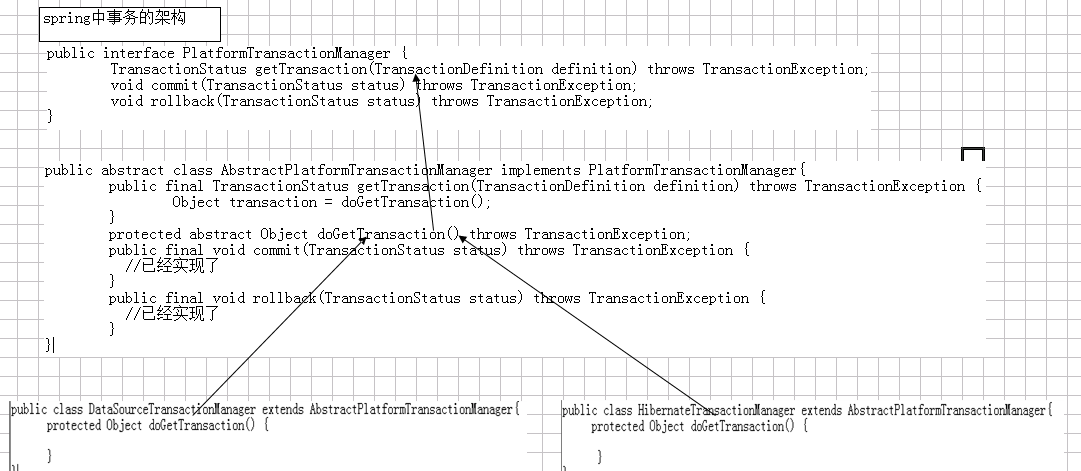 spring中事务的架构
public interface PlatformTransactionManager {
TransactionStatus getTransaction(TransactionDefinition definition) throws TransactionException;
void commit(TransactionStatus status) throws TransactionException;
void rollback(TransactionStatus status) throws TransactionException;
}
public abstract class AbstractPlatformTransactionManager implements PlatformTransactionManager{
public final TransactionStatus getTransaction(TransactionDefinition definition) throws TransactionException {
Object transaction = doGetTransaction();
}
protected abstract Object doGetTransaction() throws TransactionException;
public final void commit(TransactionStatus status) throws TransactionException {
//已经实现了
}
public final void rollback(TransactionStatus status) throws TransactionException {
//已经实现了
}
}
public class DataSourceTransactionManager extends AbstractPlatformTransactionManager{
protected Object doGetTransaction() {
}
}
public class HibernateTransactionManager extends AbstractPlatformTransactionManager{
protected Object doGetTransaction() {
}
}